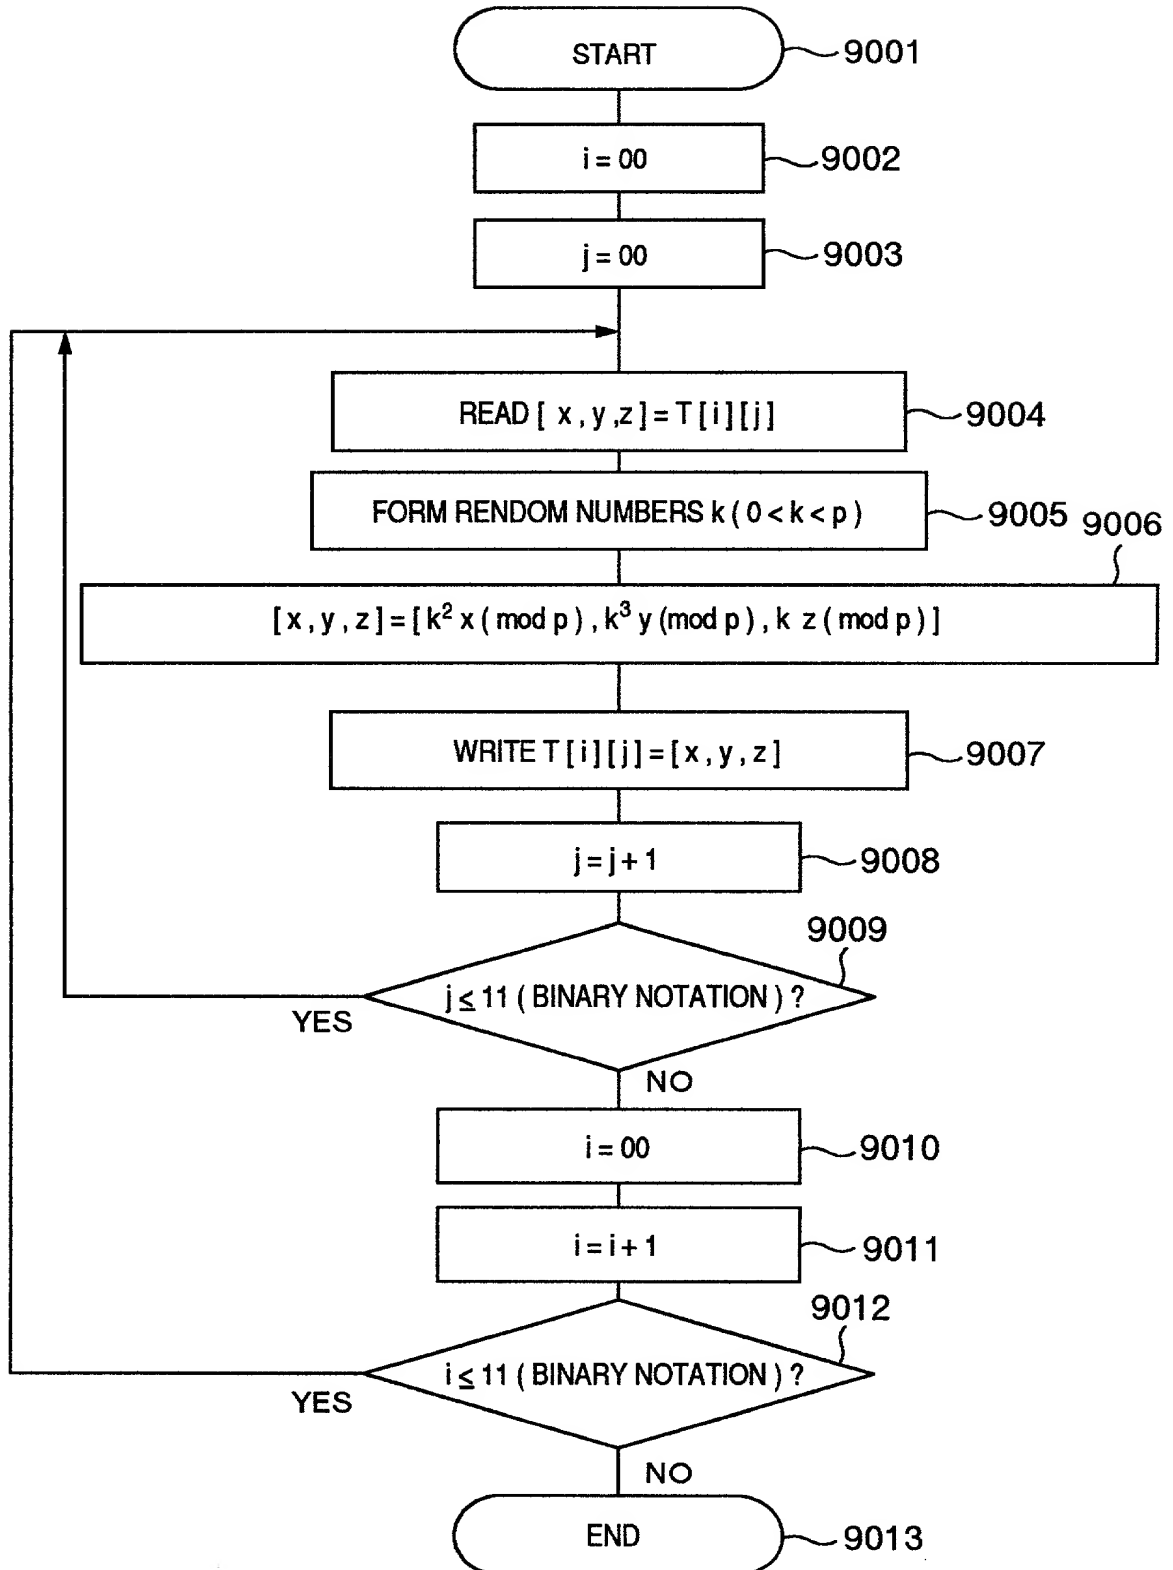 START
9001
i = 00
9002
j = 00
9003
READ [ x , y ,z ] = T [ i ] [ j ]
9004
FORM RENDOM NUMBERS k ( 0 < k < p )
9005
9006
[ x , y , z ] = [ k² x ( mod p ) , k³ y (mod p ) , k z ( mod p ) ]
WRITE T [ i ] [ j ] = [ x , y , z ]
9007
j = j + 1
9008
9009
j ≤ 11 ( BINARY NOTATION ) ?
YES
NO
i = 00
9010
i = i + 1
9011
9012
i ≤ 11 ( BINARY NOTATION ) ?
YES
NO
END
9013